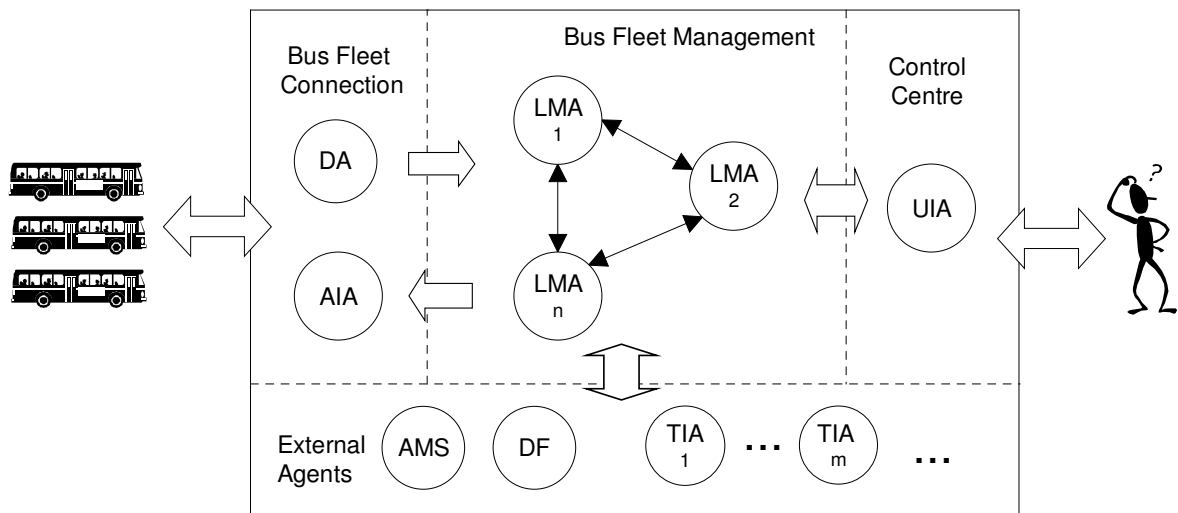 Bus Fleet
Connection
Bus Fleet Management
Control
Centre
DA
AIA
LMA
1
LMA
2
LMA
n
UIA
?
External
Agents
AMS
DF
TIA
1
...
TIA
m
...